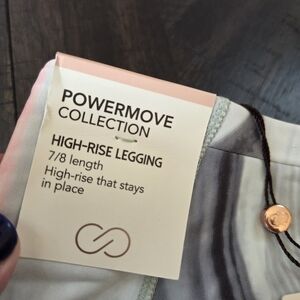 POWERMOVE
COLLECTION
HIGH-RISE LEGGING
7/8 length
High-rise that stays
in place